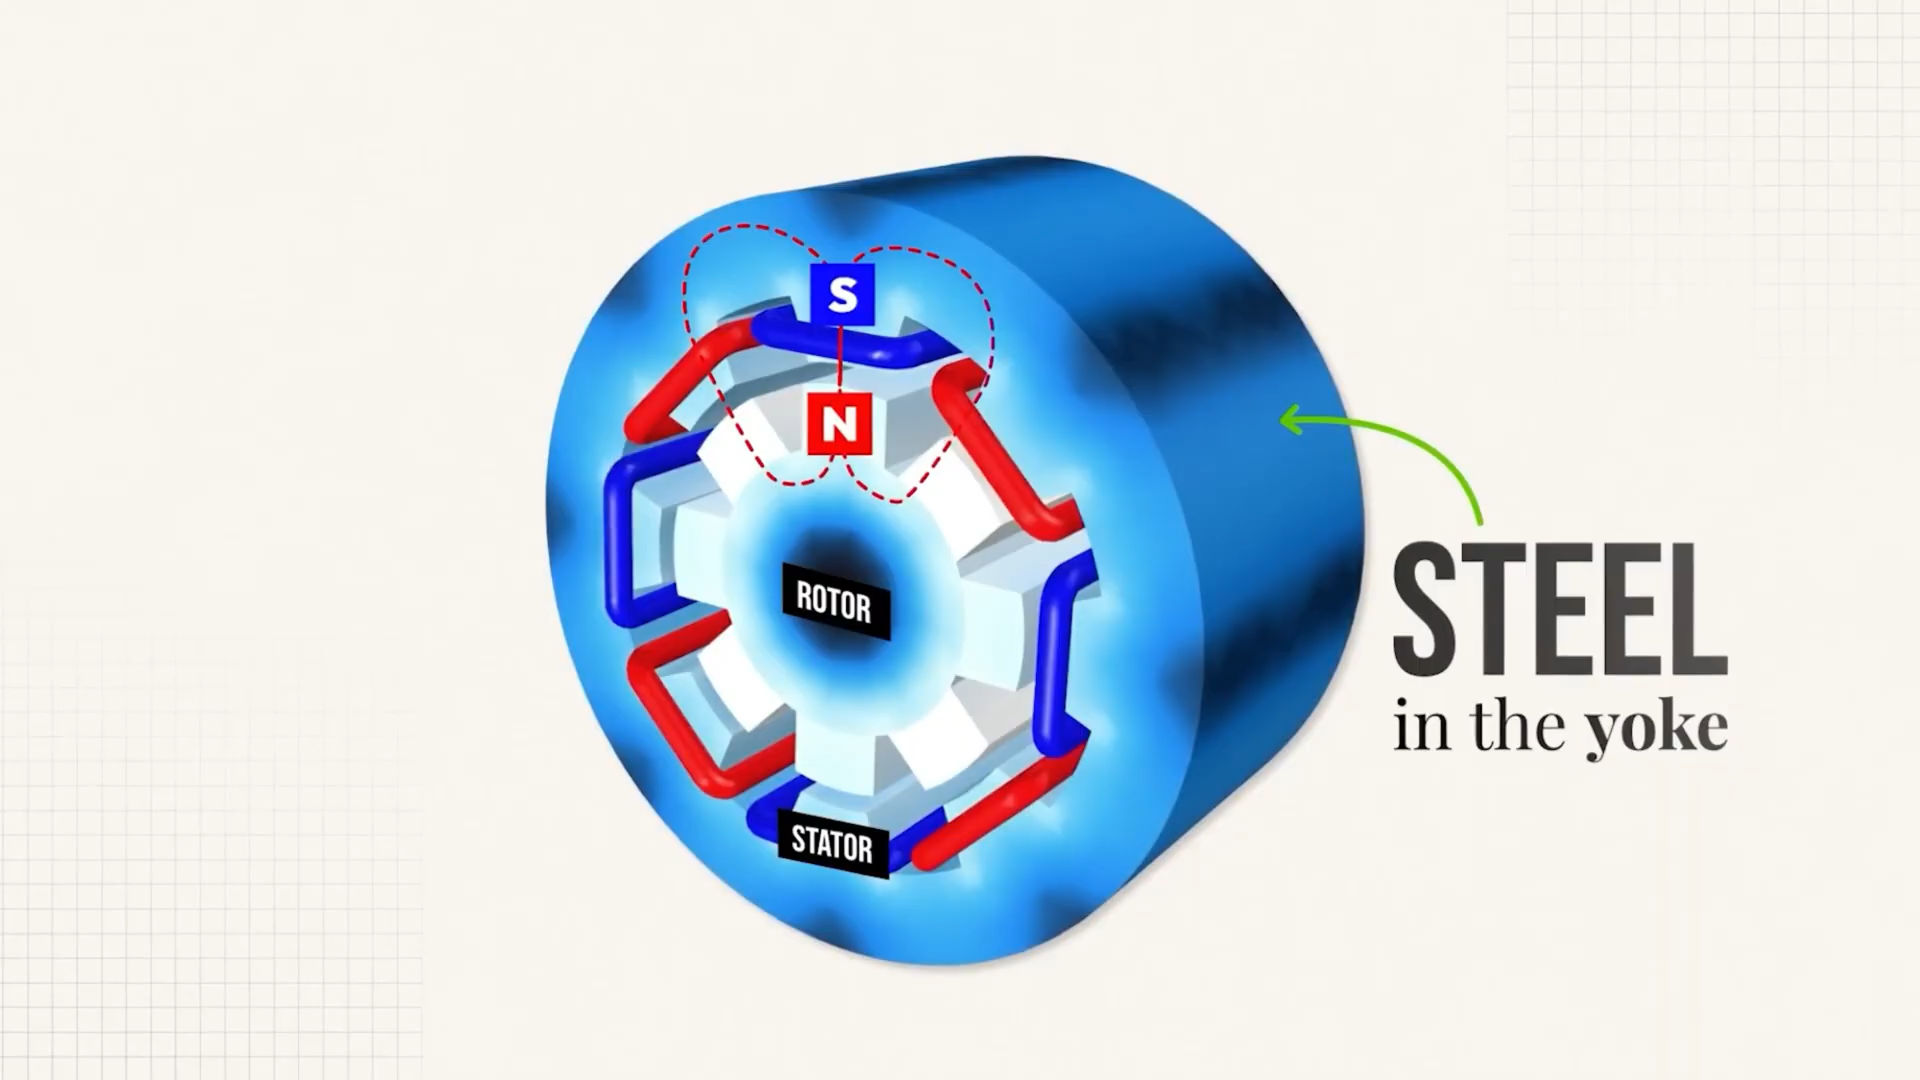 S
N
ROTOR
STATOR
STEEL
in the yoke